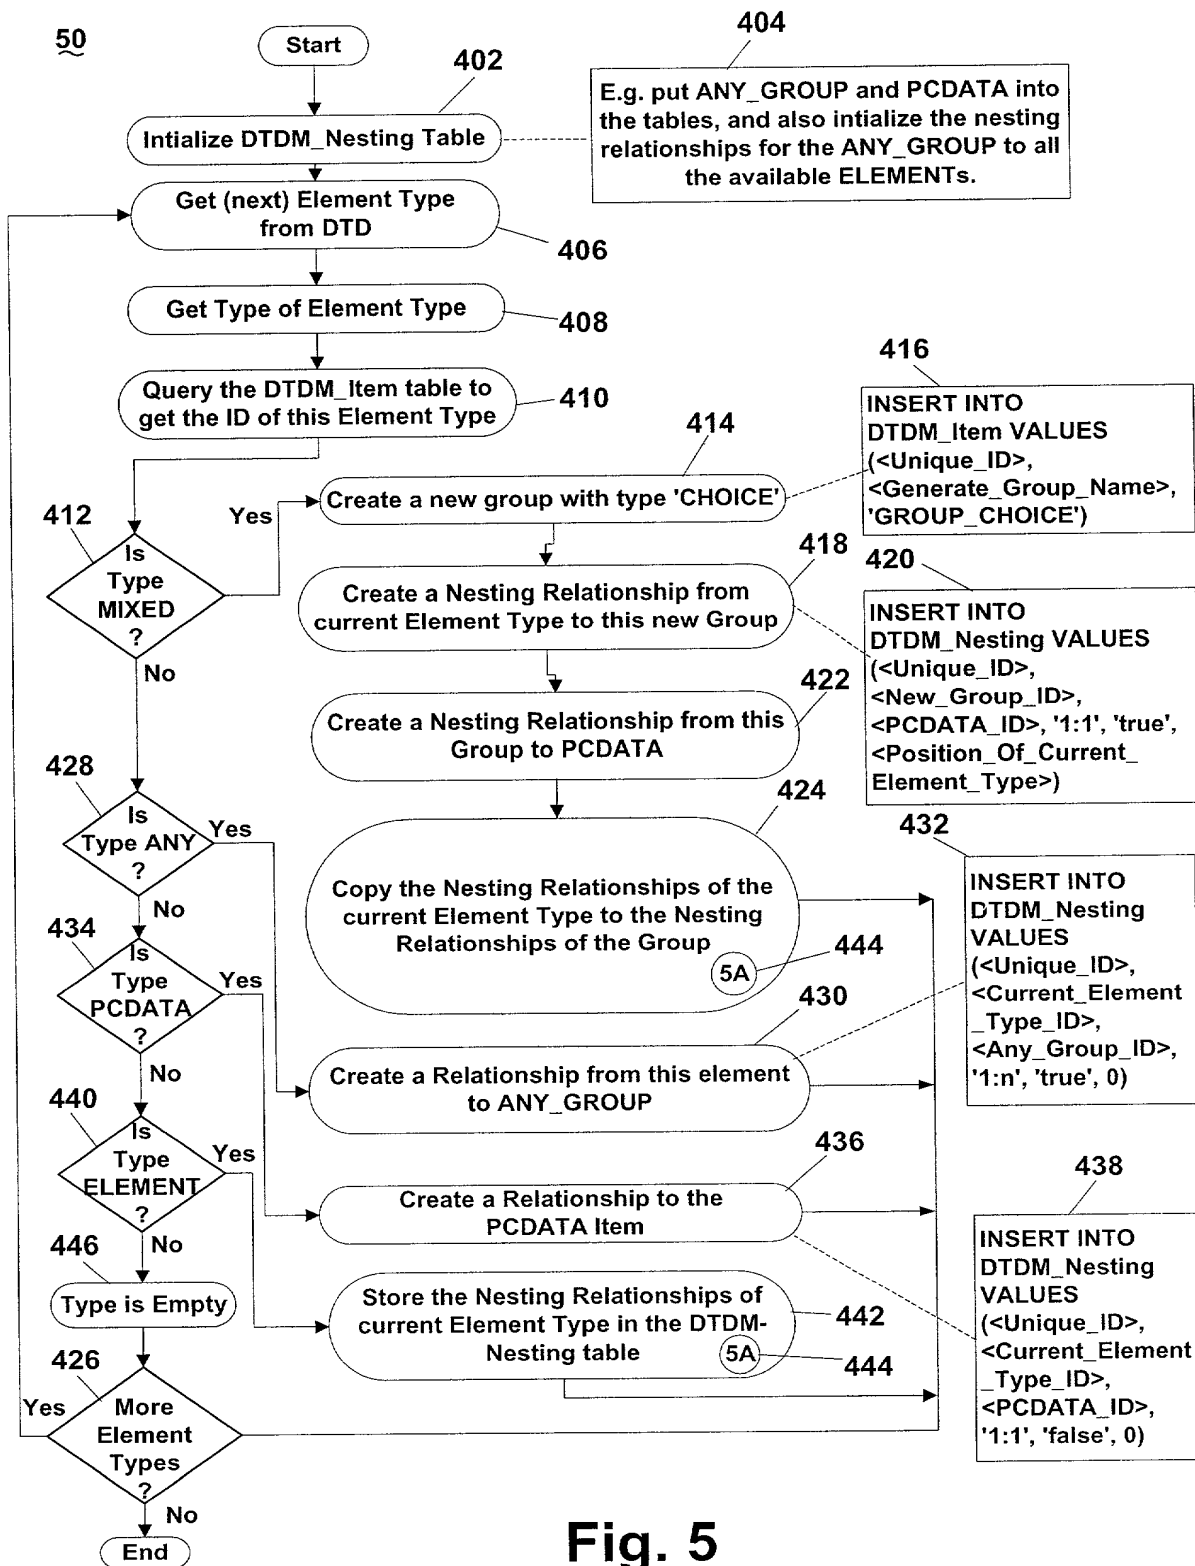 50
Start
402
404
Intialize DTDM_Nesting Table
E.g. put ANY_GROUP and PCDATA into
the tables, and also intialize the nesting
relationships for the ANY_GROUP to all
the available ELEMENTs.
Get (next) Element Type
from DTD
406
Get Type of Element Type
408
Query the DTDM_Item table to
get the ID of this Element Type
410
412
Is
Type
MIXED
?
Yes
No
414
Create a new group with type 'CHOICE'
416
INSERT INTO
DTDM_Item VALUES
(<Unique_ID>,
<Generate_Group_Name>,
'GROUP_CHOICE')
418
Create a Nesting Relationship from
current Element Type to this new Group
420
INSERT INTO
DTDM_Nesting VALUES
(<Unique_ID>,
<New_Group_ID>,
<PCDATA_ID>, '1:1', 'true',
<Position_Of_Current_
Element_Type>)
422
Create a Nesting Relationship from this
Group to PCDATA
424
Copy the Nesting Relationships of the
current Element Type to the Nesting
Relationships of the Group
5A
444
428
Is
Type ANY
?
Yes
No
430
Create a Relationship from this element
to ANY_GROUP
432
INSERT INTO
DTDM_Nesting
VALUES
(<Unique_ID>,
<Current_Element
_Type_ID>,
<Any_Group_ID>,
'1:n', 'true', 0)
434
Is
Type
PCDATA
?
Yes
No
436
Create a Relationship to the
PCDATA Item
438
INSERT INTO
DTDM_Nesting
VALUES
(<Unique_ID>,
<Current_Element
_Type_ID>,
<PCDATA_ID>,
'1:1', 'false', 0)
440
Is
Type
ELEMENT
?
Yes
No
Store the Nesting Relationships of
current Element Type in the DTDM-
Nesting table
442
5A
444
446
Type is Empty
426
More
Element
Types
?
Yes
No
End
Fig. 5